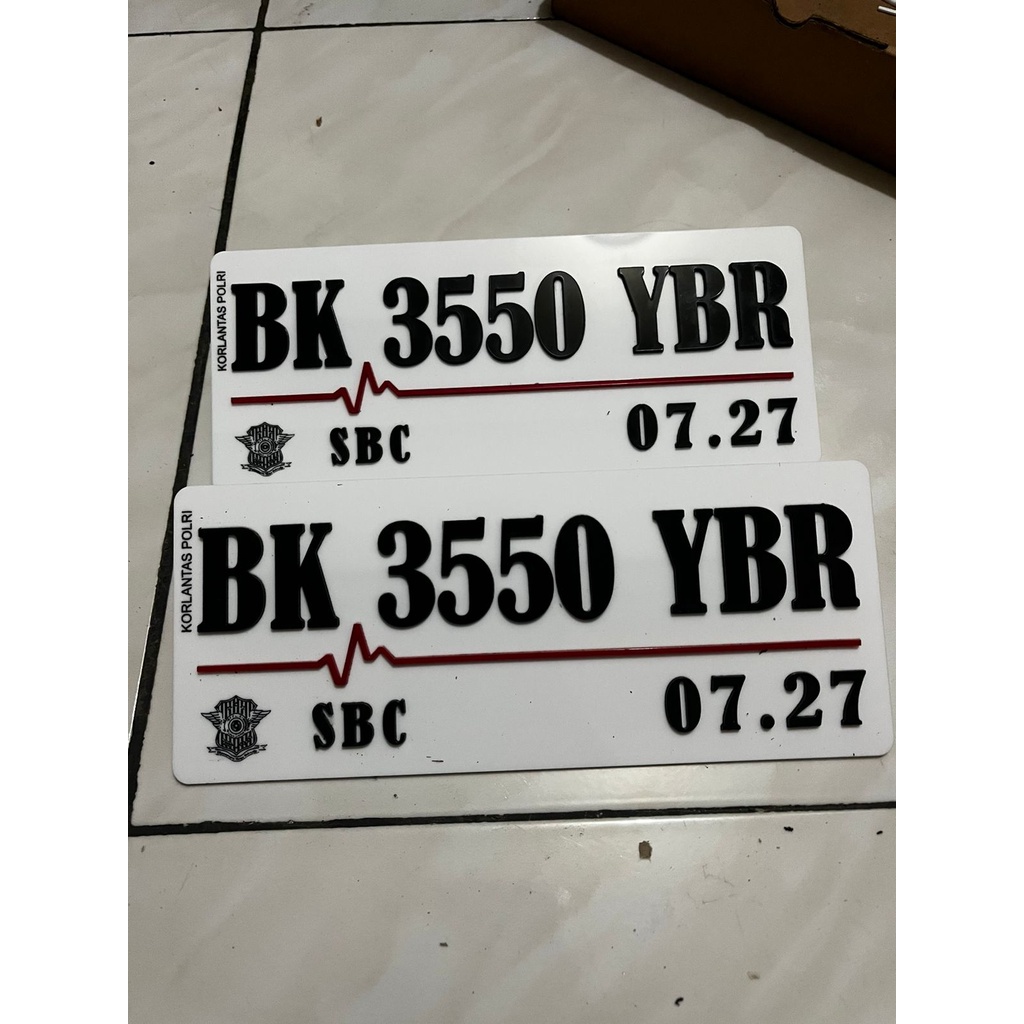 KORLANTAS POLRI
BK 3550 YBR
SBC 07.27
KORLANTAS POLRI
BK 3550 YBR
SBC 07.27